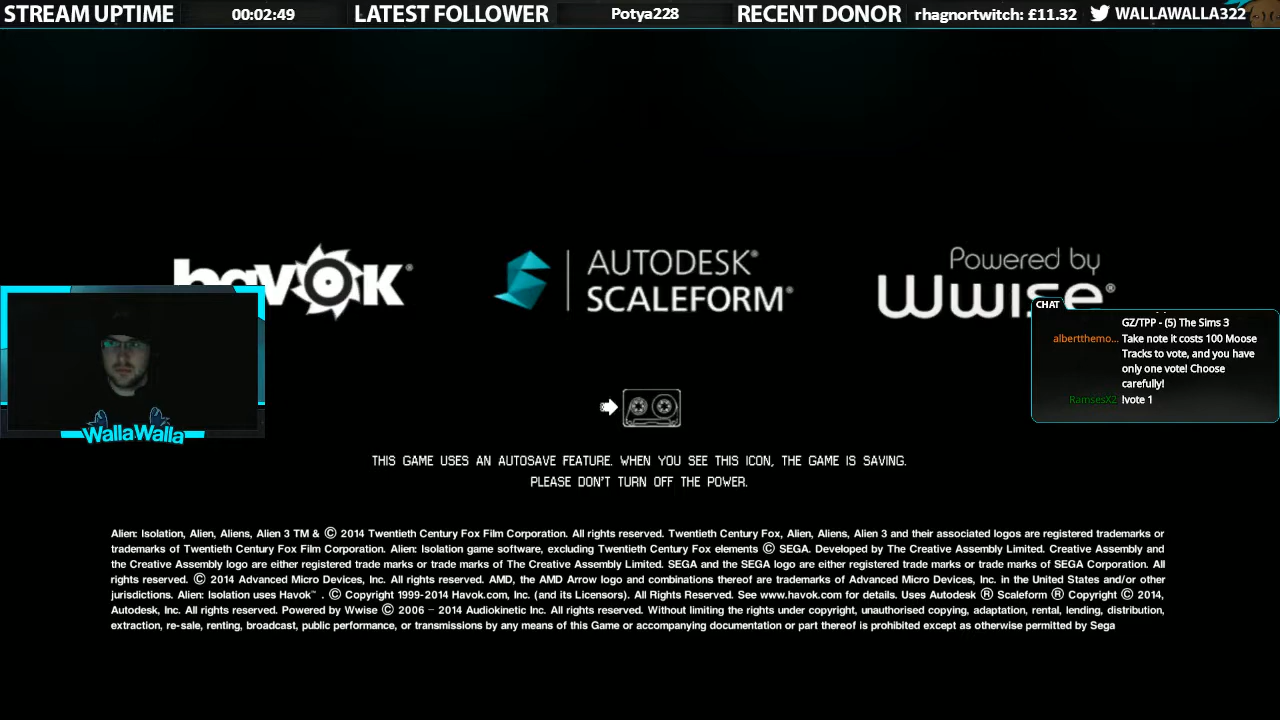 STREAM UPTIME 00:02:49 LATEST FOLLOWER Potya228 RECENT DONOR rhagnortwitch: £11.32 WALLAWALLA322
havok®
AUTODESK®
SCALEFORM®
Powered by
Wwise®
CHAT
GZ/TPP - (5) The Sims 3
albertthemo... Take note it costs 100 Moose
Tracks to vote, and you have
only one vote! Choose
carefully!
RamsesX2 !vote 1
WallaWalla
THIS GAME USES AN AUTOSAVE FEATURE. WHEN YOU SEE THIS ICON, THE GAME IS SAVING.
PLEASE DON'T TURN OFF THE POWER.
Alien: Isolation, Alien, Aliens, Alien 3 TM & © 2014 Twentieth Century Fox Film Corporation. All rights reserved. Twentieth Century Fox, Alien, Aliens, Alien 3 and their associated logos are registered trademarks or
trademarks of Twentieth Century Fox Film Corporation. Alien: Isolation game software, excluding Twentieth Century Fox elements © SEGA. Developed by The Creative Assembly Limited. Creative Assembly and
the Creative Assembly logo are either registered trade marks or trade marks of The Creative Assembly Limited. SEGA and the SEGA logo are either registered trade marks or trade marks of SEGA Corporation. All
rights reserved. © 2014 Advanced Micro Devices, Inc. All rights reserved. AMD, the AMD Arrow logo and combinations thereof are trademarks of Advanced Micro Devices, Inc. in the United States and/or other
jurisdictions. Alien: Isolation uses Havok™ . © Copyright 1999-2014 Havok.com, Inc. (and its Licensors). All Rights Reserved. See www.havok.com for details. Uses Autodesk ® Scaleform ® Copyright © 2014,
Autodesk, Inc. All rights reserved. Powered by Wwise © 2006 – 2014 Audiokinetic Inc. All rights reserved. Without limiting the rights under copyright, unauthorised copying, adaptation, rental, lending, distribution,
extraction, re-sale, renting, broadcast, public performance, or transmissions by any means of this Game or accompanying documentation or part thereof is prohibited except as otherwise permitted by Sega